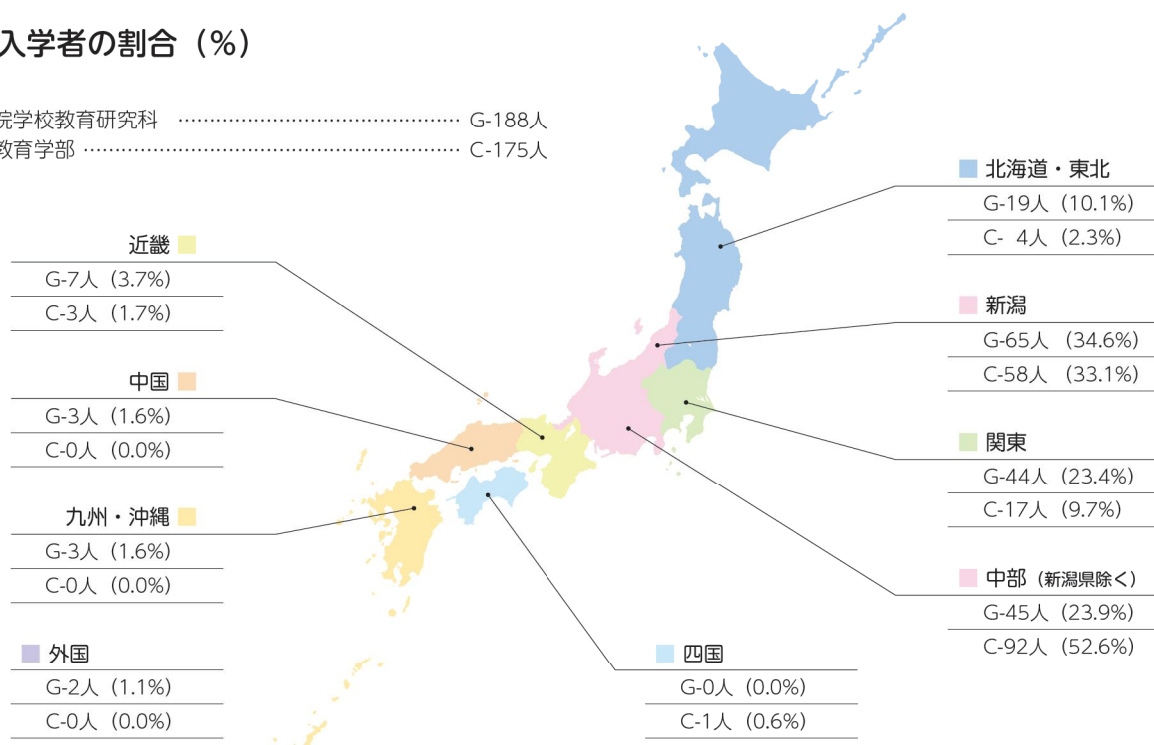 入学者の割合(%)
院学校教育研究科 ………………………………………… G-188人
教育学部 ………………………………………………… C-175人
北海道・東北
G-19人(10.1%)
C- 4人(2.3%)
近畿
G-7人(3.7%)
C-3人(1.7%)
新潟
G-65人(34.6%)
C-58人(33.1%)
中国
G-3人(1.6%)
C-0人(0.0%)
関東
G-44人(23.4%)
C-17人(9.7%)
九州・沖縄
G-3人(1.6%)
C-0人(0.0%)
中部(新潟県除く)
G-45人(23.9%)
C-92人(52.6%)
外国
G-2人(1.1%)
C-0人(0.0%)
四国
G-0人(0.0%)
C-1人(0.6%)